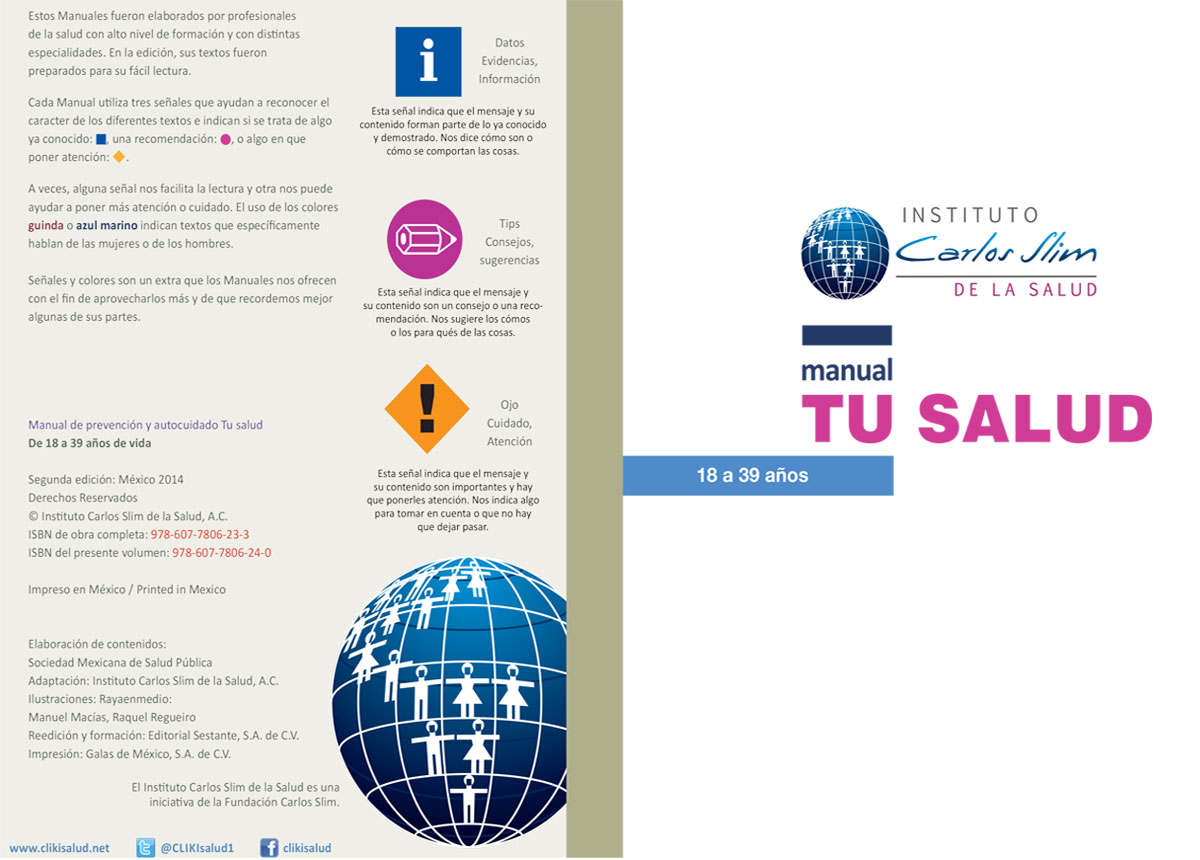 Estos Manuales fueron elaborados por profesionales
de la salud con alto nivel de formación y con distintas
especialidades. En la edición, sus textos fueron
preparados para su fácil lectura.
Cada Manual utiliza tres señales que ayudan a reconocer el
caracter de los diferentes textos e indican si se trata de algo
ya conocido: , una recomendación: , o algo en que
poner atención: .
A veces, alguna señal nos facilita la lectura y otra nos puede
ayudar a poner más atención o cuidado. El uso de los colores
guinda o azul marino indican textos que específicamente
hablan de las mujeres o de los hombres.
Señales y colores son un extra que los Manuales nos ofrecen
con el fin de aprovecharlos más y de que recordemos mejor
algunas de sus partes.
Manual de prevención y autocuidado Tu salud
De 18 a 39 años de vida
Segunda edición: México 2014
Derechos Reservados
© Instituto Carlos Slim de la Salud, A.C.
ISBN de obra completa: 978-607-7806-23-3
ISBN del presente volumen: 978-607-7806-24-0
Impreso en México / Printed in Mexico
Elaboración de contenidos:
Sociedad Mexicana de Salud Pública
Adaptación: Instituto Carlos Slim de la Salud, A.C.
Ilustraciones: Rayaenmedio:
Manuel Macías, Raquel Regueiro
Reedición y formación: Editorial Sestante, S.A. de C.V.
Impresión: Galas de México, S.A. de C.V.
El Instituto Carlos Slim de la Salud es una
iniciativa de la Fundación Carlos Slim.
www.clikisalud.net @CLIKIsalud1 clikisalud
i
Datos
Evidencias,
Información
Esta señal indica que el mensaje y su
contenido forman parte de lo ya conocido
y demostrado. Nos dice cómo son o
cómo se comportan las cosas.
Tips
Consejos,
sugerencias
Esta señal indica que el mensaje y
su contenido son un consejo o una reco-
mendación. Nos sugiere los cómos
o los para qués de las cosas.
!
Ojo
Cuidado,
Atención
Esta señal indica que el mensaje y
su contenido son importantes y hay
que ponerles atención. Nos indica algo
para tomar en cuenta o que no hay
que dejar pasar.
INSTITUTO
Carlos Slim
DE LA SALUD
manual
TU SALUD
18 a 39 años